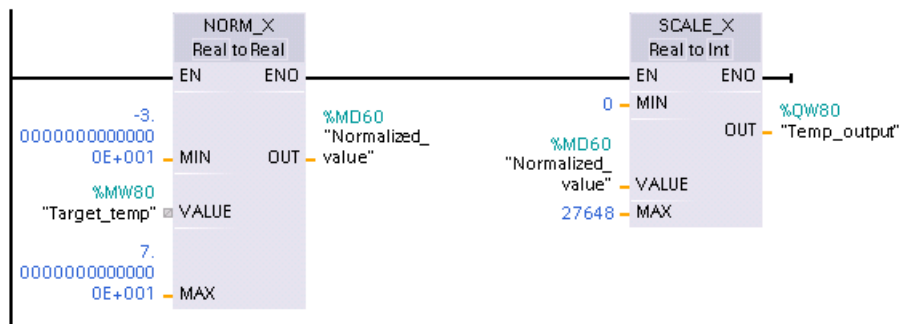 NORM_X
Real to Real
EN ENO
-3.
0000000000000
0E+001
MIN
OUT
%MD60
"Normalized_
value"
%MW80
"Target_temp"
VALUE
7.
0000000000000
0E+001
MAX
SCALE_X
Real to Int
EN ENO
0
MIN
OUT
%QW80
"Temp_output"
%MD60
"Normalized_
value"
VALUE
27648
MAX